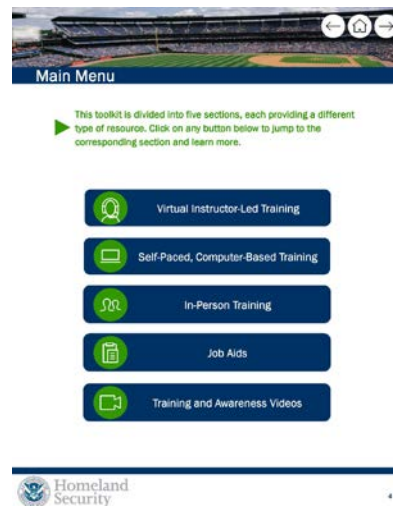 Main Menu
This toolkit is divided into five sections, each providing a different
type of resource. Click on any button below to jump to the
corresponding section and learn more.
Virtual Instructor-Led Training
Self-Paced, Computer-Based Training
In-Person Training
Job Aids
Training and Awareness Videos
Homeland
Security
4